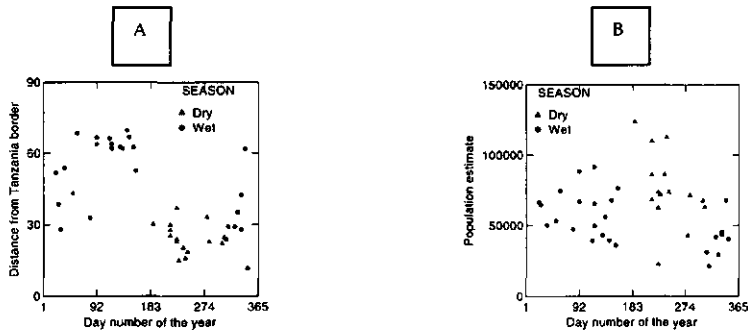 A
90
60
30
0
Distance from Tanzania border
SEASON
Dry
Wet
1 92 183 274 365
Day number of the year
B
150000
100000
50000
0
Population estimate
SEASON
Dry
Wet
1 92 183 274 365
Day number of the year